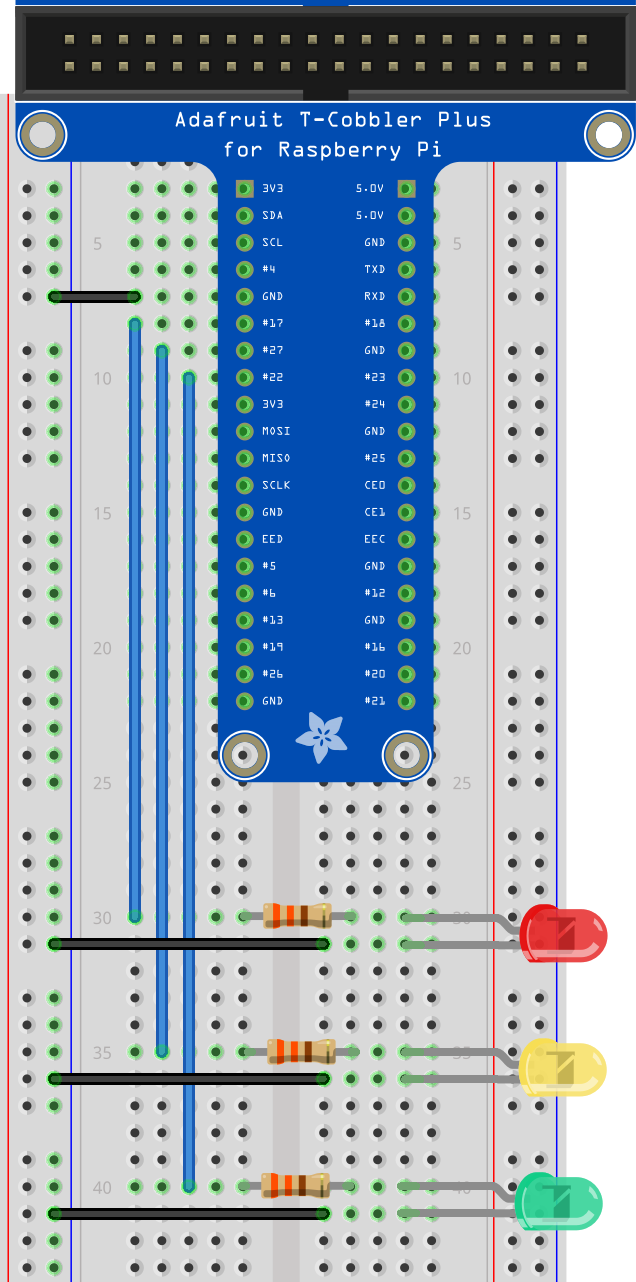 Adafruit T-Cobbler Plus
for Raspberry Pi
3V3 5.0V
SDA 5.0V
5 SCL GND 5
#4 TXD
GND RXD
#17 #18
#27 GND
10 #22 #23 10
3V3 #24
MOSI GND
MISO #25
SCLK CE0
15 GND CE1 15
EED EEC
#5 GND
#6 #12
#13 GND
20 #19 #16 20
#26 #20
GND #21
25 25
30 30
35 35
40 40